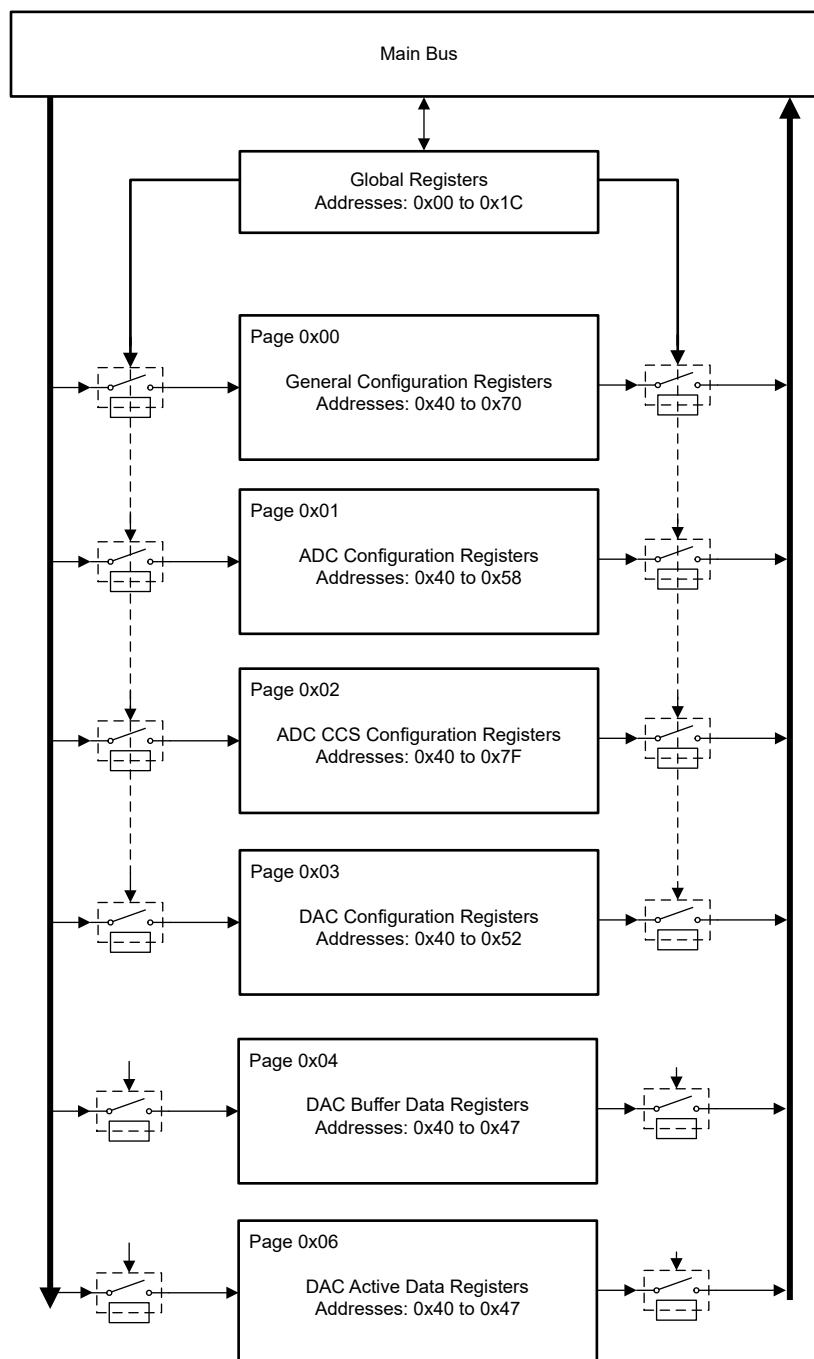 Main Bus
Global Registers
Addresses: 0x00 to 0x1C
Page 0x00
General Configuration Registers
Addresses: 0x40 to 0x70
Page 0x01
ADC Configuration Registers
Addresses: 0x40 to 0x58
Page 0x02
ADC CCS Configuration Registers
Addresses: 0x40 to 0x7F
Page 0x03
DAC Configuration Registers
Addresses: 0x40 to 0x52
Page 0x04
DAC Buffer Data Registers
Addresses: 0x40 to 0x47
Page 0x06
DAC Active Data Registers
Addresses: 0x40 to 0x47